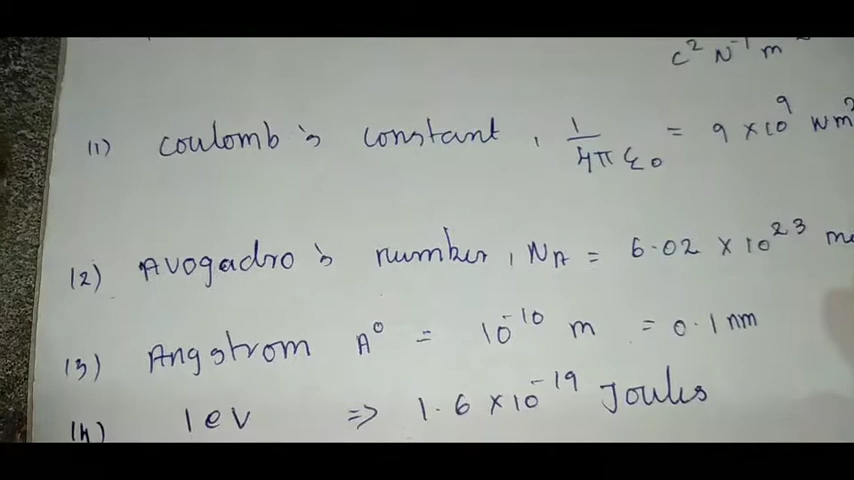 C² N⁻¹ m
11) Coulomb's constant, 1/4πε₀ = 9 × 10⁹ Nm²
12) Avogadro's number, NA = 6.02 × 10²³
13) Angstrom A⁰ = 10⁻¹⁰ m = 0.1 nm
14) 1 eV => 1.6 × 10⁻¹⁹ Joules